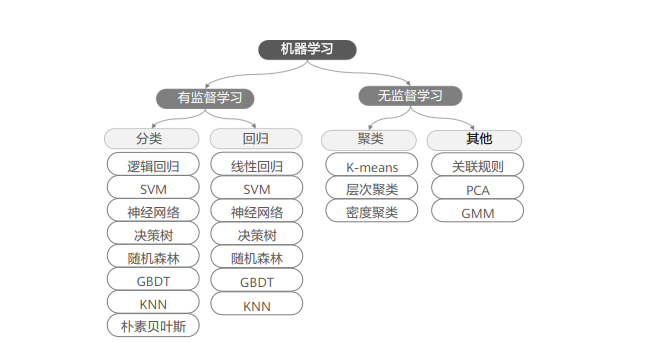 机器学习
有监督学习
无监督学习
分类
回归
聚类
其他
逻辑回归
SVM
神经网络
决策树
随机森林
GBDT
KNN
朴素贝叶斯
线性回归
SVM
神经网络
决策树
随机森林
GBDT
KNN
K-means
层次聚类
密度聚类
关联规则
PCA
GMM